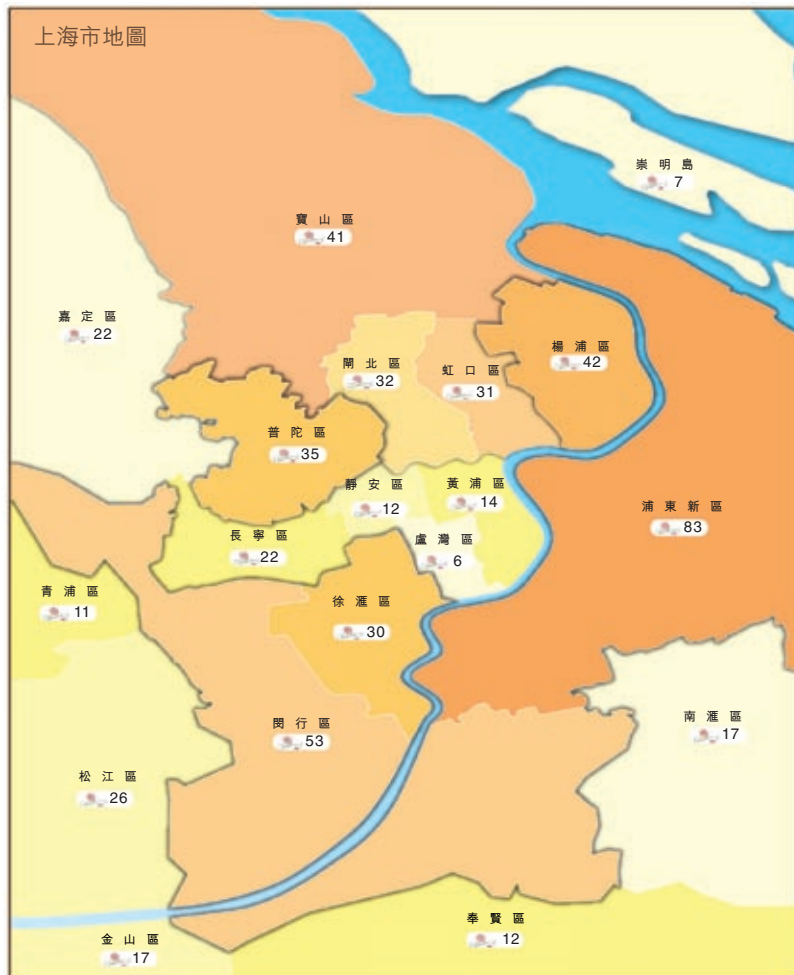 上海市地圖
崇明島
7
寶山區
41
嘉定區
22
楊浦區
42
閘北區
32
虹口區
31
普陀區
35
靜安區
12
黃浦區
14
浦東新區
83
長寧區
22
盧灣區
6
青浦區
11
徐滙區
30
閔行區
53
南滙區
17
松江區
26
奉賢區
12
金山區
17